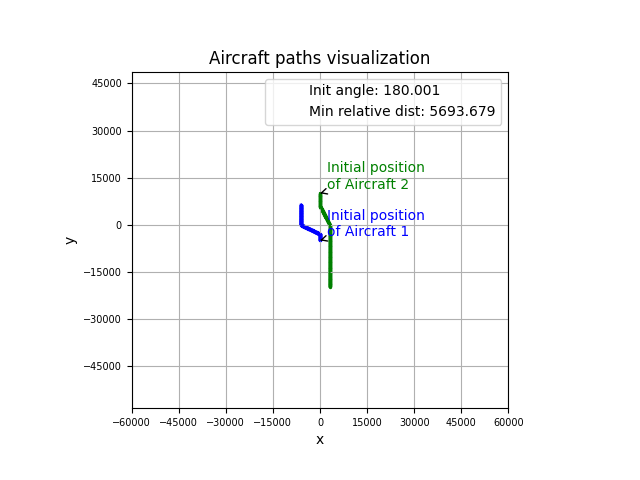 Aircraft paths visualization
Init angle: 180.001
Min relative dist: 5693.679
45000
30000
15000
0
−15000
−30000
−45000
y
Initial position
of Aircraft 2
Initial position
of Aircraft 1
−60000 −45000 −30000 −15000 0 15000 30000 45000 60000
x